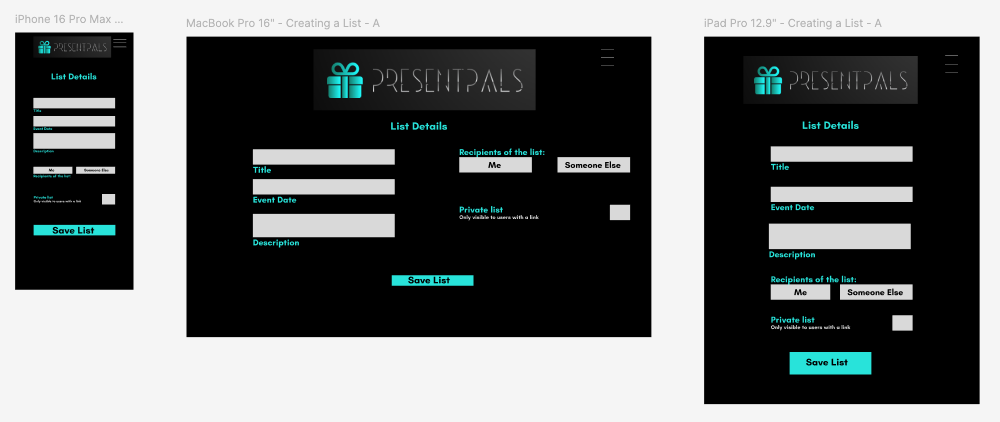 iPhone 16 Pro Max ...
PRESENTPALS
List Details
Title
Event Date
Description
Me
Someone Else
Recipients of the list:
Private list
Only visible to users with a link
Save List
MacBook Pro 16" - Creating a List - A
PRESENTPALS
List Details
Title
Event Date
Description
Recipients of the list:
Me
Someone Else
Private list
Only visible to users with a link
Save List
iPad Pro 12.9" - Creating a List - A
PRESENTPALS
List Details
Title
Event Date
Description
Recipients of the list:
Me
Someone Else
Private list
Only visible to users with a link
Save List